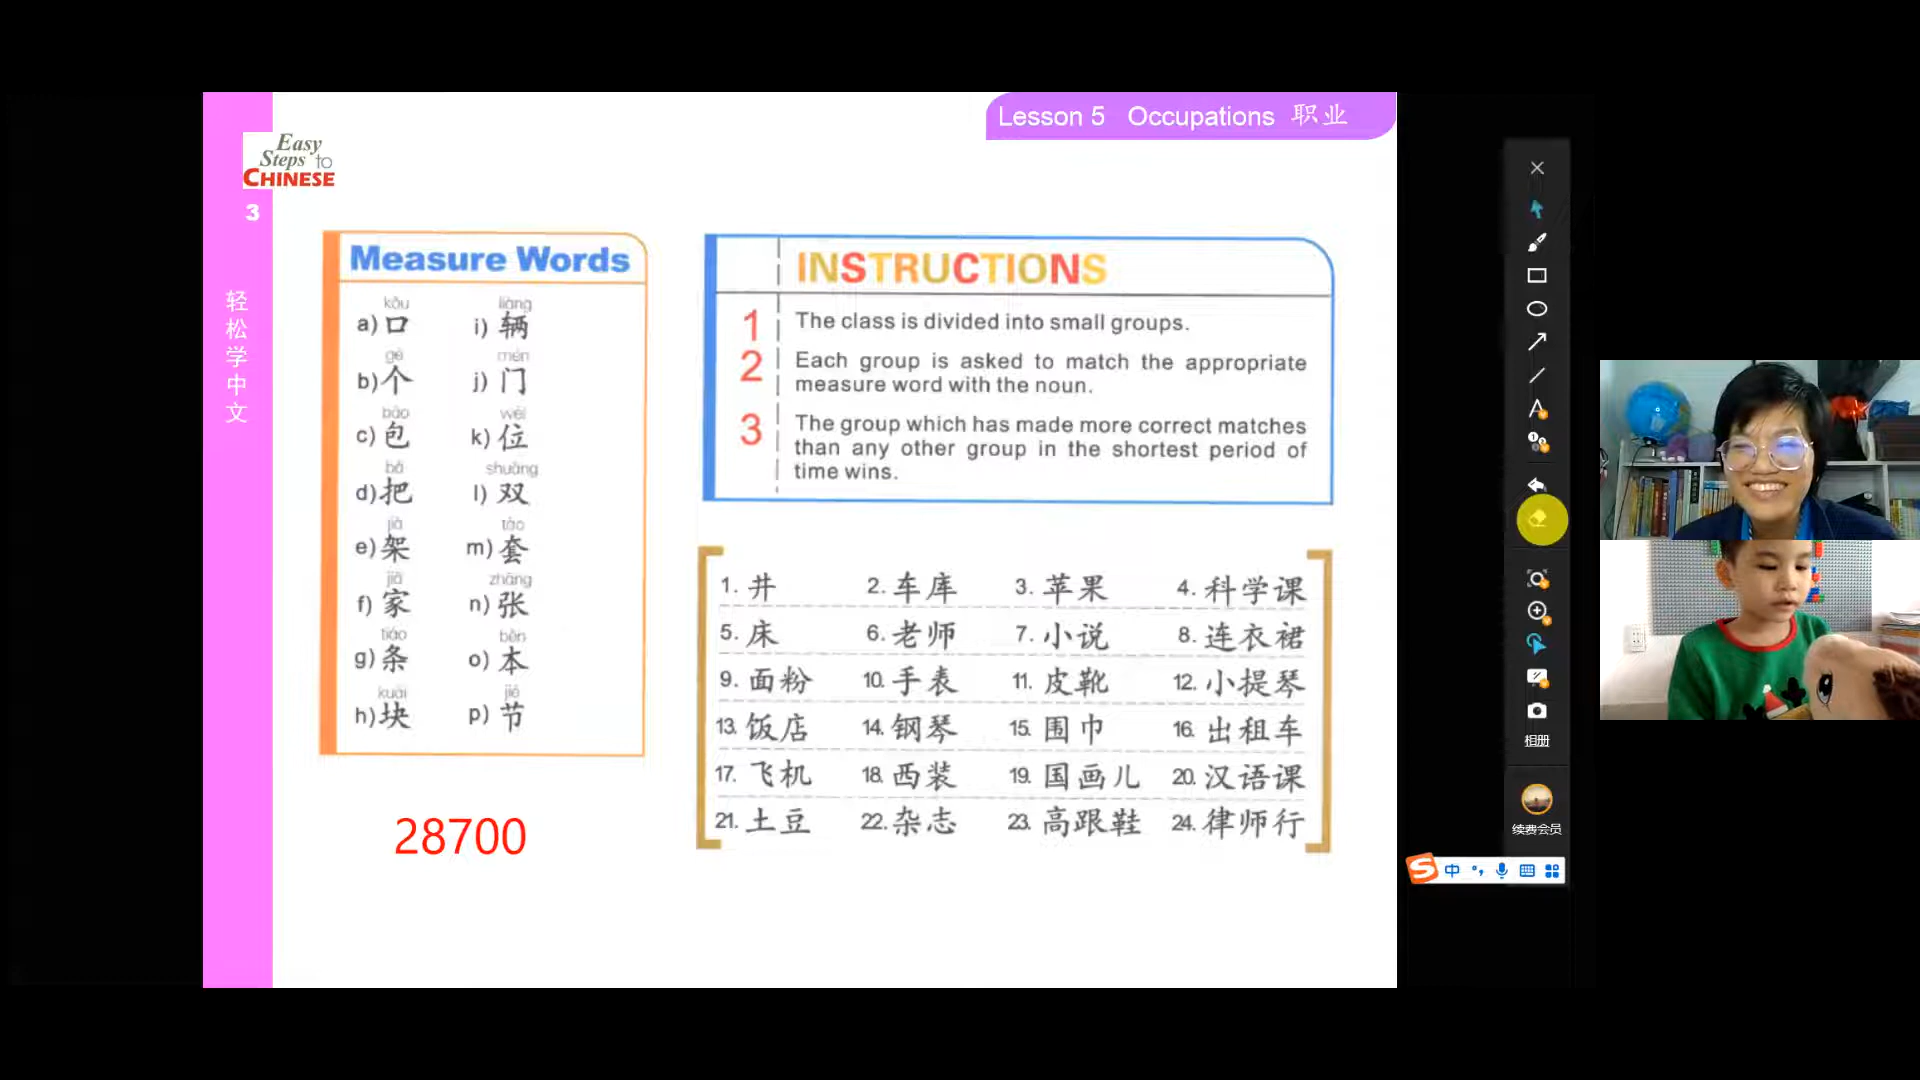 Lesson 5 Occupations 职业
Easy
Steps to
CHINESE
3
轻松学中文
Measure Words
kǒu liàng
a) 口 i) 辆
gè mén
b) 个 j) 门
bāo wèi
c) 包 k) 位
bǎ shuāng
d) 把 l) 双
jià tào
e) 架 m) 套
jiā zhāng
f) 家 n) 张
tiáo běn
g) 条 o) 本
kuài jié
h) 块 p) 节
28700
INSTRUCTIONS
1 The class is divided into small groups.
2 Each group is asked to match the appropriate
measure word with the noun.
3 The group which has made more correct matches
than any other group in the shortest period of
time wins.
1. 井 2. 车库 3. 苹果 4. 科学课
5. 床 6. 老师 7. 小说 8. 连衣裙
9. 面粉 10. 手表 11. 皮靴 12. 小提琴
13. 饭店 14. 钢琴 15. 围巾 16. 出租车
17. 飞机 18. 西装 19. 国画儿 20. 汉语课
21. 土豆 22. 杂志 23. 高跟鞋 24. 律师行
相册
续费会员
中